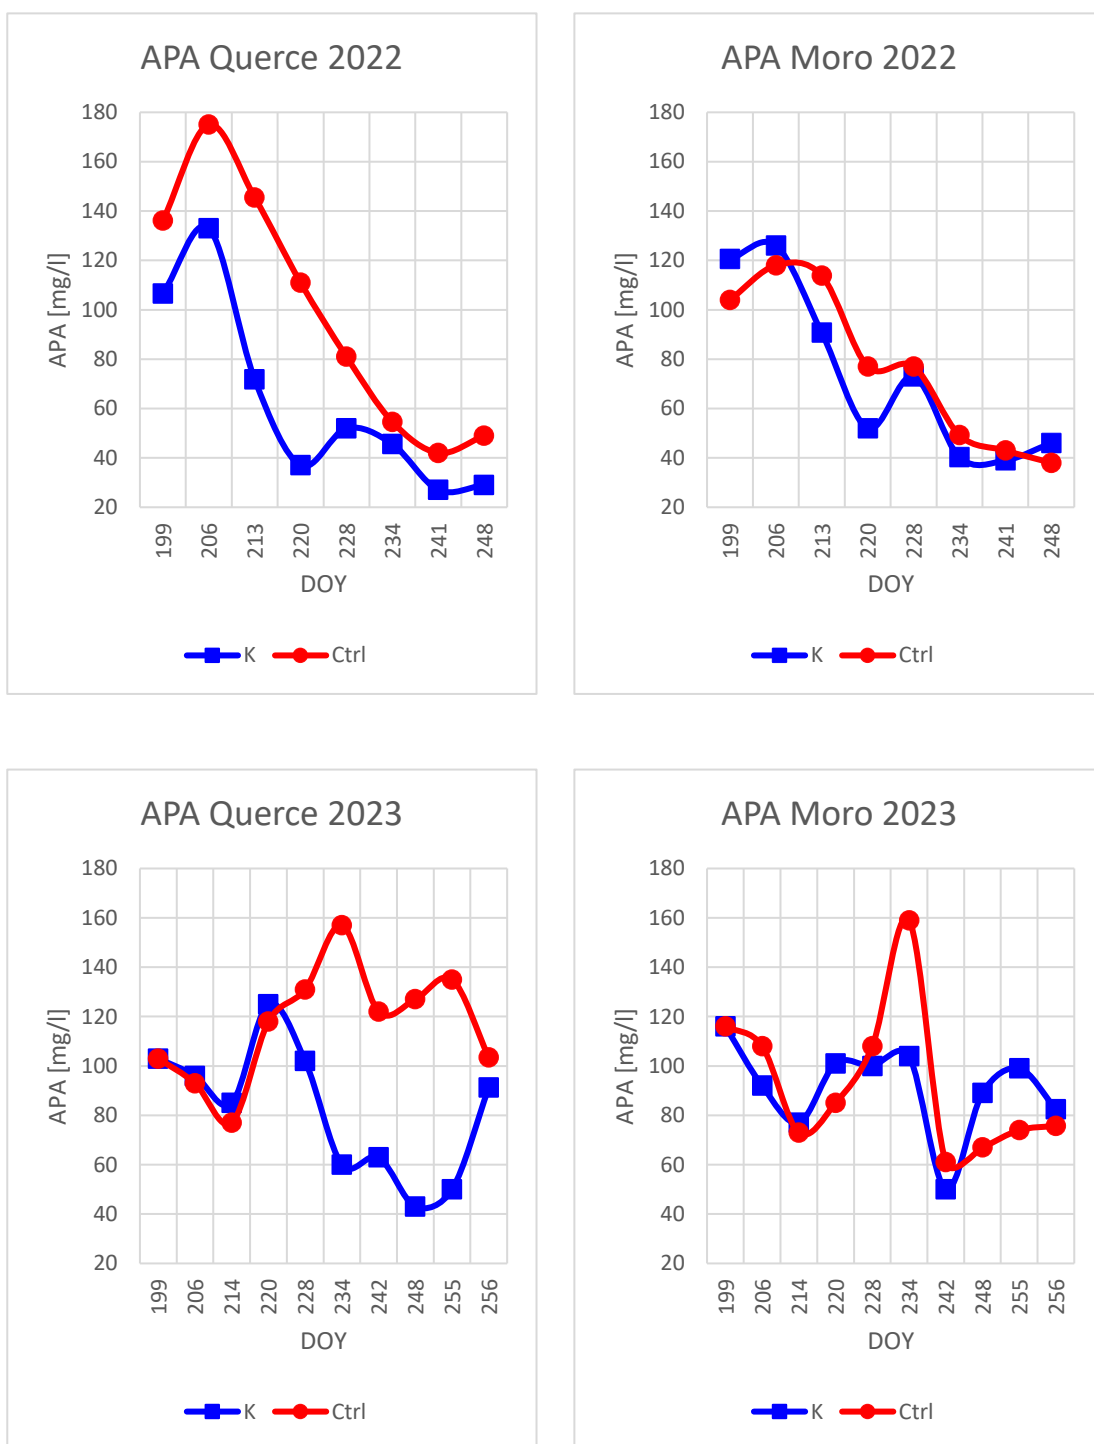 APA Querce 2022
180
160
140
120
100
80
60
40
20
APA [mg/l]
199 206 213 220 228 234 241 248
DOY
K Ctrl
APA Moro 2022
180
160
140
120
100
80
60
40
20
APA [mg/l]
199 206 213 220 228 234 241 248
DOY
K Ctrl
APA Querce 2023
180
160
140
120
100
80
60
40
20
APA [mg/l]
199 206 214 220 228 234 242 248 255 256
DOY
K Ctrl
APA Moro 2023
180
160
140
120
100
80
60
40
20
APA [mg/l]
199 206 214 220 228 234 242 248 255 256
DOY
K Ctrl